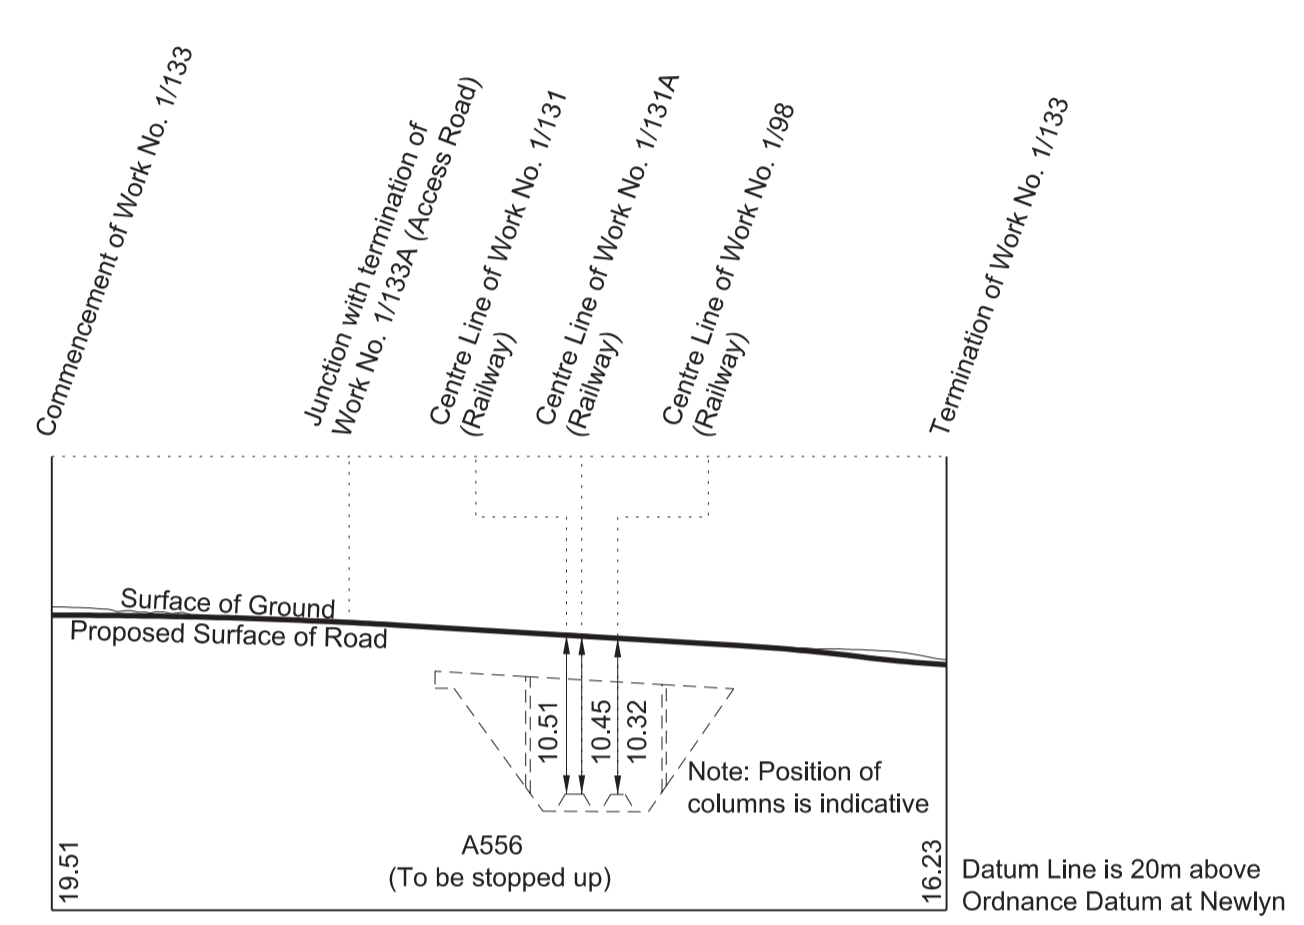 Commencement of Work No. 1/133
Junction with termination of
Work No. 1/133A (Access Road)
Centre Line of Work No. 1/131
(Railway)
Centre Line of Work No. 1/131A
(Railway)
Centre Line of Work No. 1/98
(Railway)
Termination of Work No. 1/133
Surface of Ground
Proposed Surface of Road
10.51
10.45
10.32
Note: Position of
columns is indicative
A556
(To be stopped up)
19.51
16.23
Datum Line is 20m above
Ordnance Datum at Newlyn